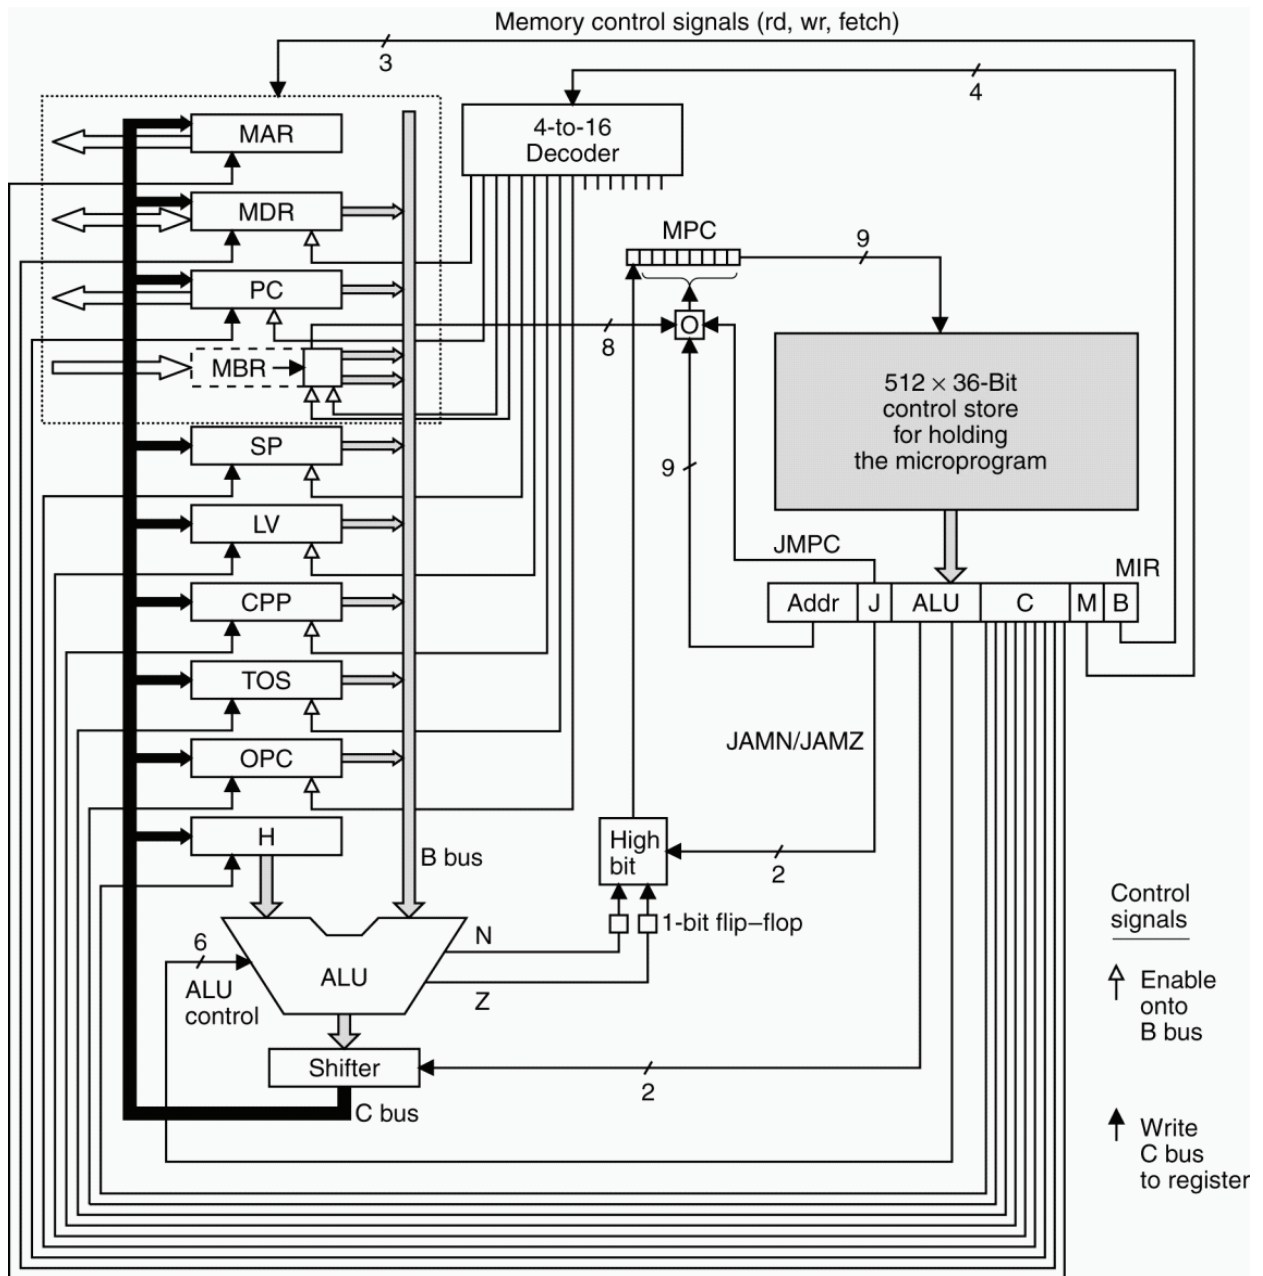 Memory control signals (rd, wr, fetch)
3
4
MAR
4-to-16
Decoder
MDR
MPC
9
PC
O
8
MBR
512 × 36-Bit
control store
for holding
the microprogram
SP
9
LV
JMPC
MIR
CPP
Addr
J
ALU
C
M
B
TOS
JAMN/JAMZ
OPC
H
High
bit
B bus
2
1-bit flip–flop
N
6
ALU
control
ALU
Z
Shifter
2
C bus
Control
signals
Enable
onto
B bus
Write
C bus
to register